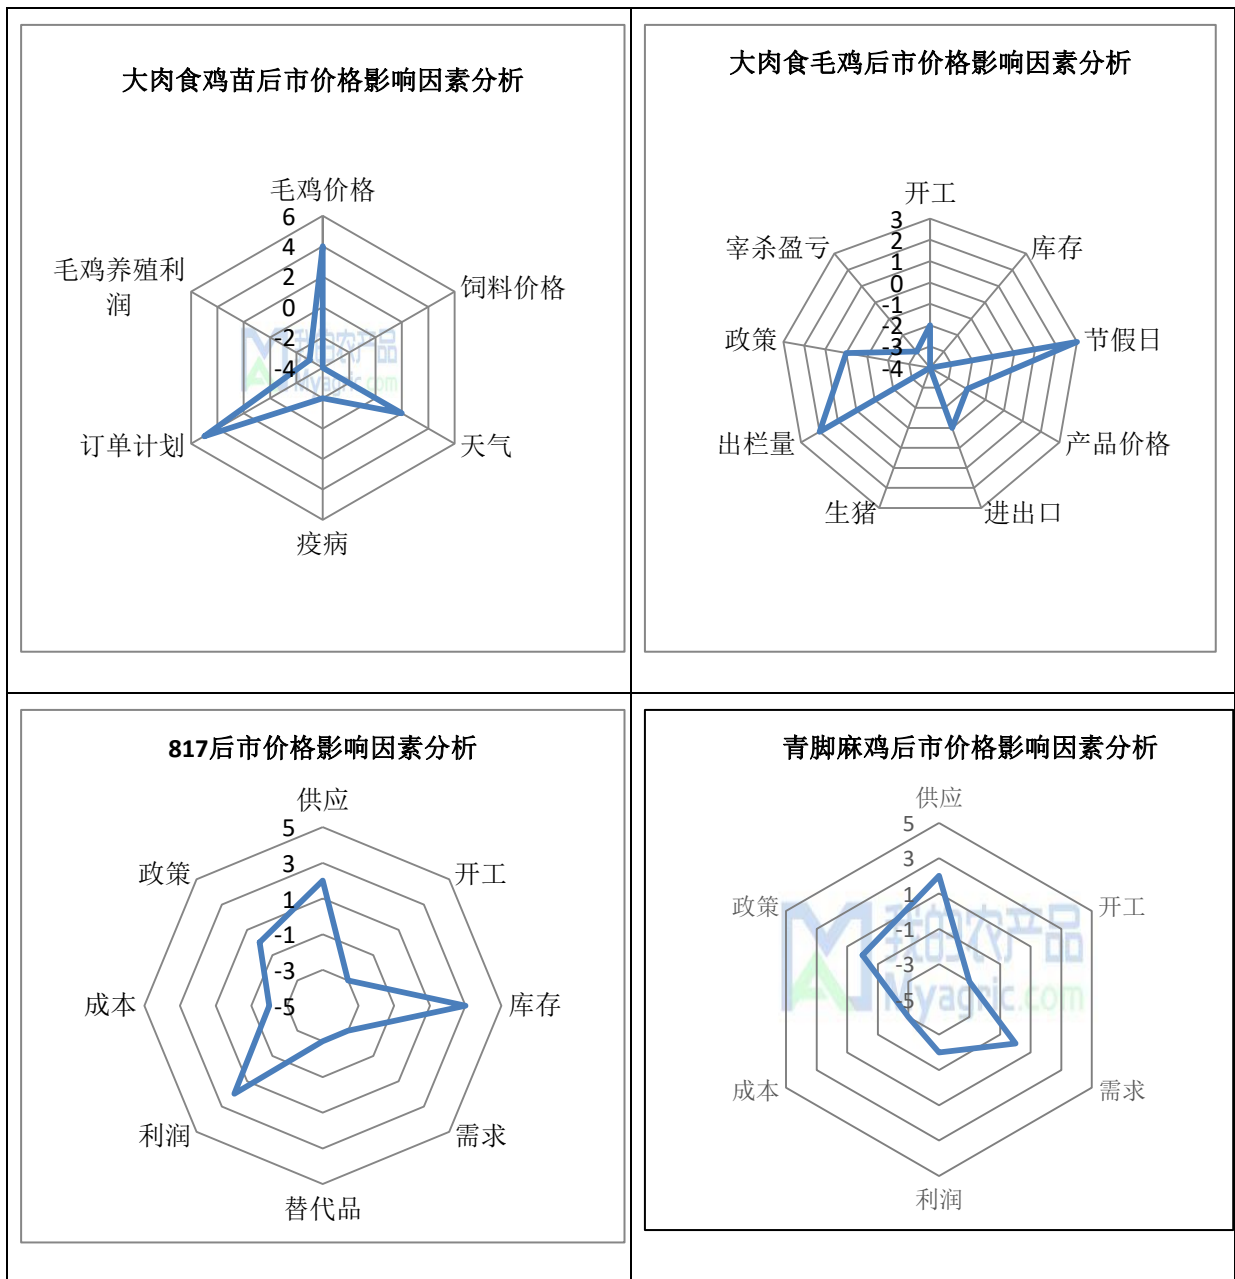 大肉食鸡苗后市价格影响因素分析
毛鸡价格
6
4
2
0
-2
-4
饲料价格
天气
疫病
订单计划
毛鸡养殖利
润
我的农产品
Myagric.com
大肉食毛鸡后市价格影响因素分析
开工
3
2
1
0
-1
-2
-3
-4
库存
节假日
产品价格
进出口
生猪
出栏量
政策
宰杀盈亏
817后市价格影响因素分析
供应
5
3
1
-1
-3
-5
开工
库存
需求
替代品
利润
成本
政策
青脚麻鸡后市价格影响因素分析
供应
5
3
1
-1
-3
-5
开工
需求
利润
成本
政策
我的农产品
Myagric.com